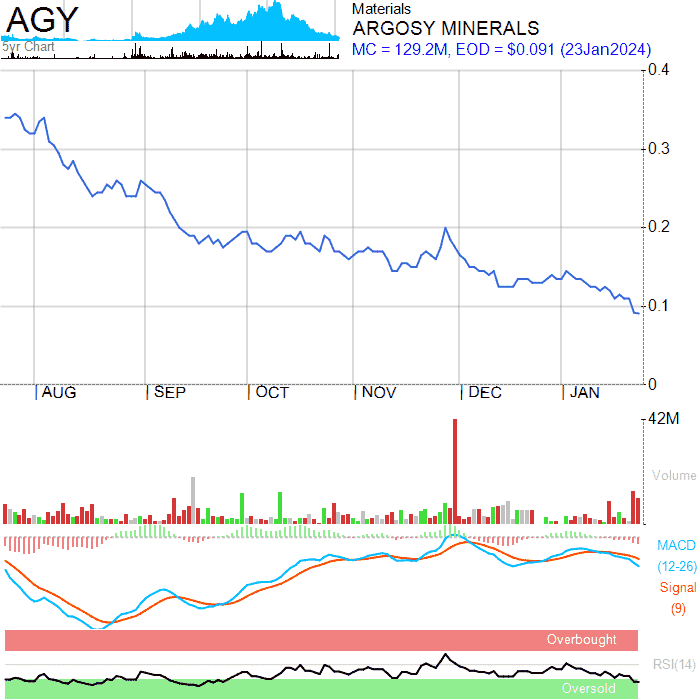 AGY
5yr Chart
Materials
ARGOSY MINERALS
MC = 129.2M, EOD = $0.091 (23Jan2024)
0.4
0.3
0.2
0.1
0
AUG SEP OCT NOV DEC JAN
42M
Volume
MACD
(12-26)
Signal
(9)
Overbought
RSI(14)
Oversold